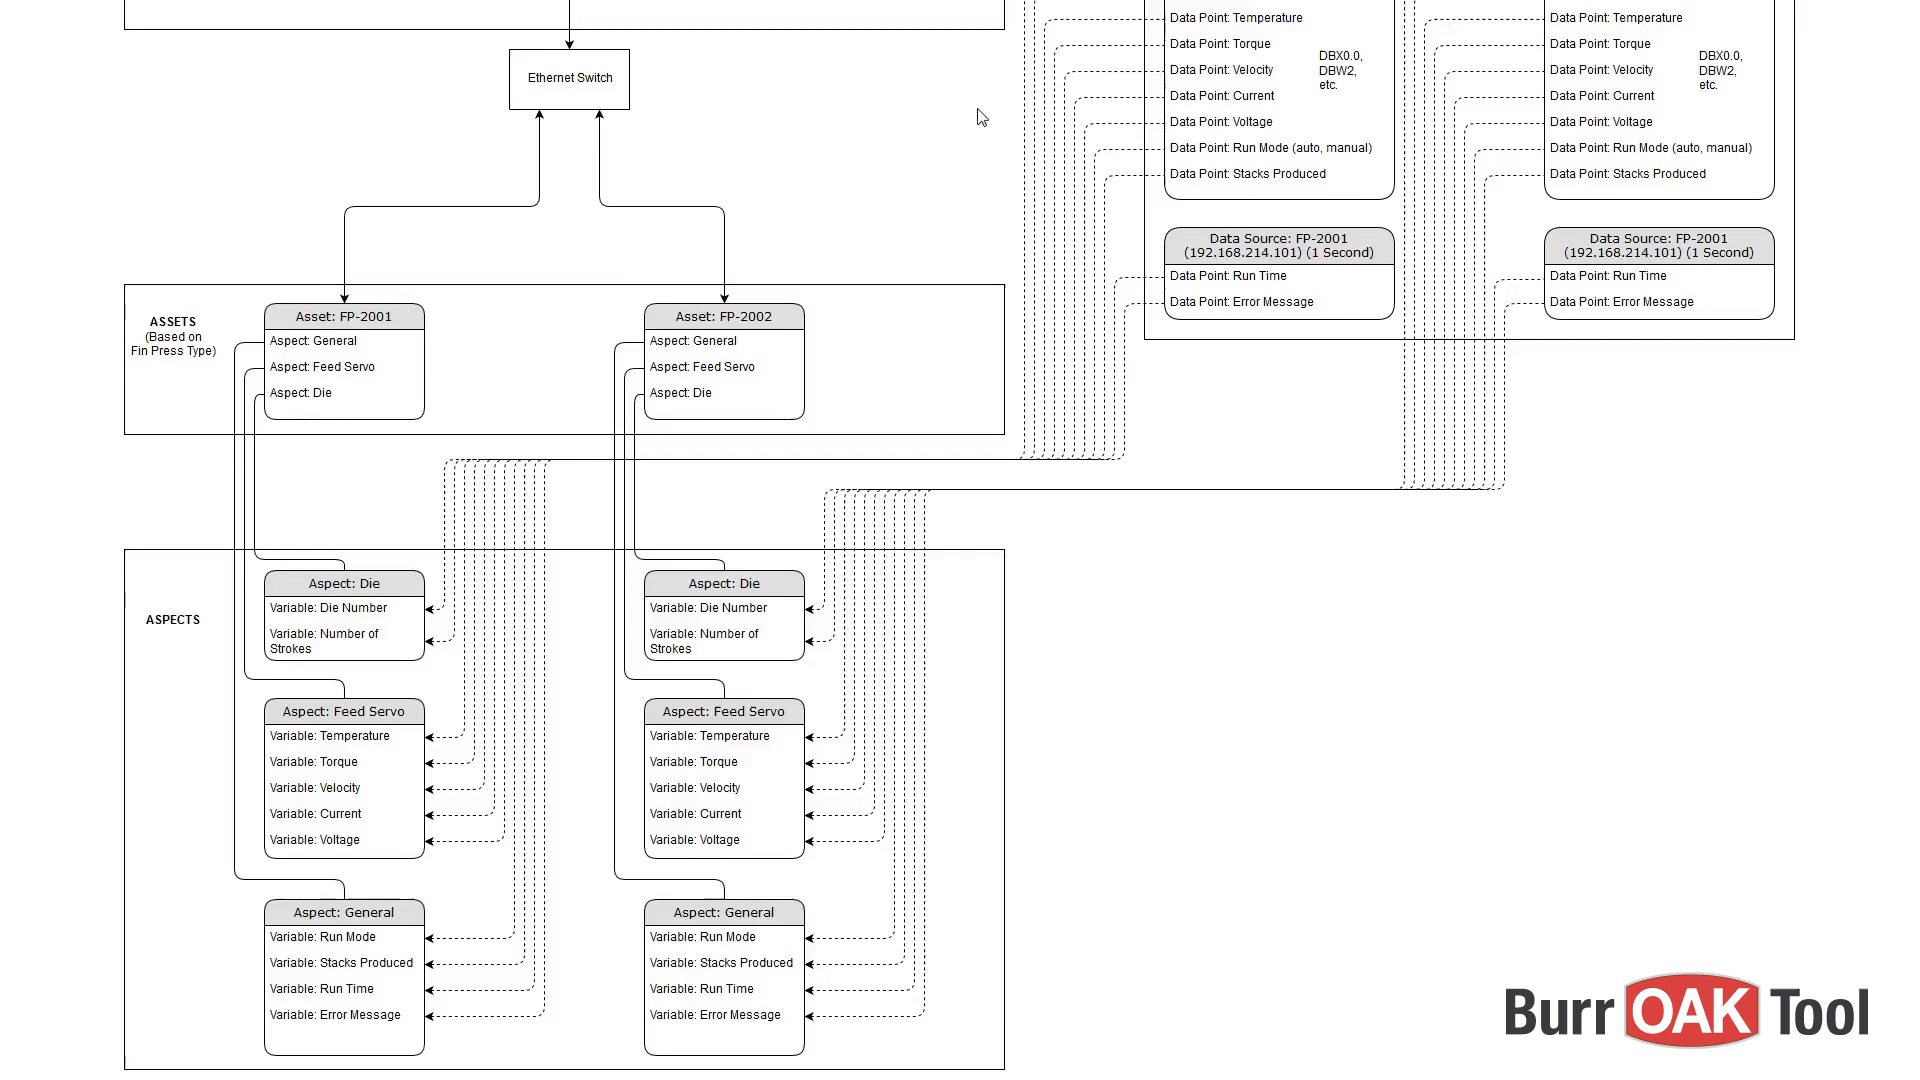 Ethernet Switch
Data Point: Temperature
Data Point: Torque
Data Point: Velocity
Data Point: Current
Data Point: Voltage
Data Point: Run Mode (auto, manual)
Data Point: Stacks Produced
DBX0.0,
DBW2,
etc.
Data Point: Temperature
Data Point: Torque
Data Point: Velocity
Data Point: Current
Data Point: Voltage
Data Point: Run Mode (auto, manual)
Data Point: Stacks Produced
DBX0.0,
DBW2,
etc.
Data Source: FP-2001
(192.168.214.101) (1 Second)
Data Point: Run Time
Data Point: Error Message
Data Source: FP-2001
(192.168.214.101) (1 Second)
Data Point: Run Time
Data Point: Error Message
ASSETS
(Based on
Fin Press Type)
Asset: FP-2001
Aspect: General
Aspect: Feed Servo
Aspect: Die
Asset: FP-2002
Aspect: General
Aspect: Feed Servo
Aspect: Die
ASPECTS
Aspect: Die
Variable: Die Number
Variable: Number of
Strokes
Aspect: Die
Variable: Die Number
Variable: Number of
Strokes
Aspect: Feed Servo
Variable: Temperature
Variable: Torque
Variable: Velocity
Variable: Current
Variable: Voltage
Aspect: Feed Servo
Variable: Temperature
Variable: Torque
Variable: Velocity
Variable: Current
Variable: Voltage
Aspect: General
Variable: Run Mode
Variable: Stacks Produced
Variable: Run Time
Variable: Error Message
Aspect: General
Variable: Run Mode
Variable: Stacks Produced
Variable: Run Time
Variable: Error Message
Burr OAK Tool